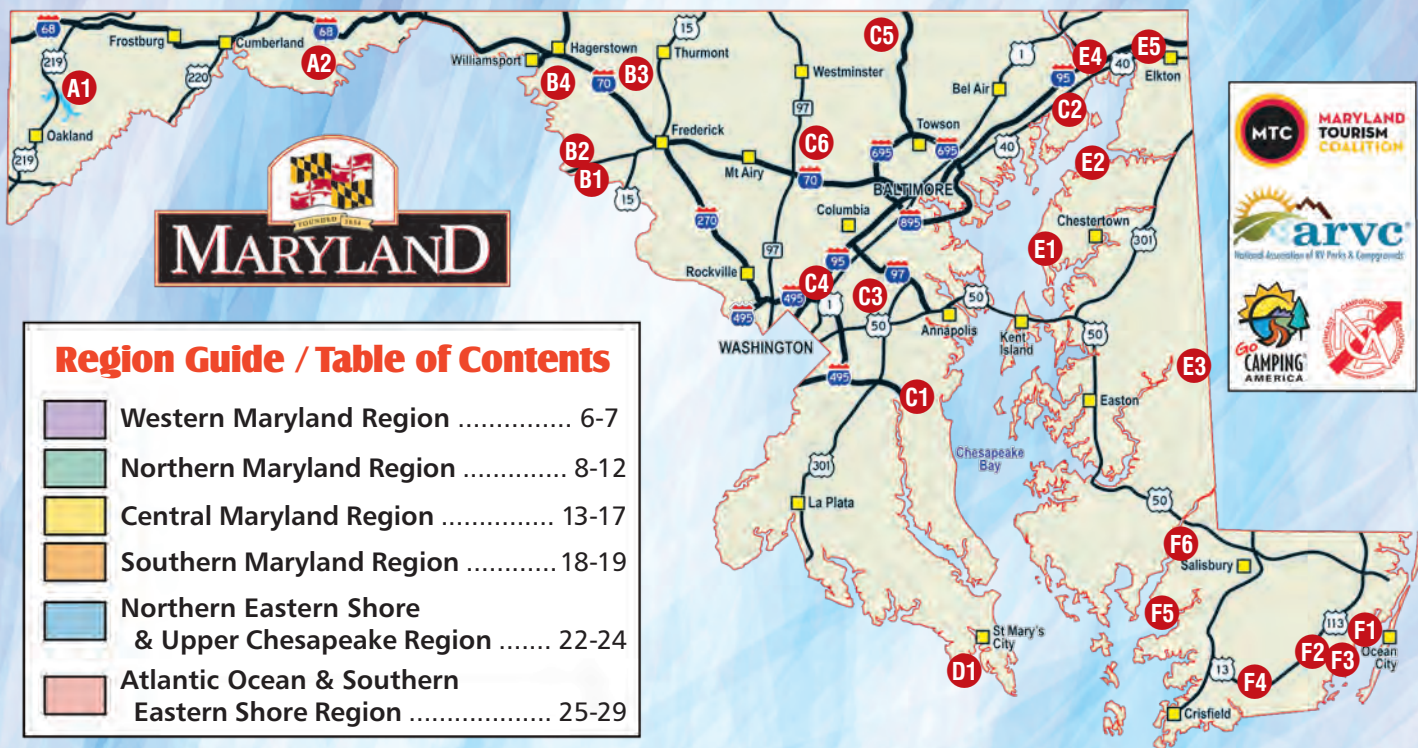 68
68
15
C5
1
E4
E5
Frostburg
Cumberland
Hagerstown
Thurmont
Williamsport
Westminster
95
40
Elkton
219
220
A2
A1
B4
70
B3
Bel Air
C2
97
Oakland
Frederick
Towson
219
B2
B1
Mt Airy
C6
695
695
40
E2
15
70
BALTIMORE
Columbia
895
Chestertown
301
270
97
E1
FOUNDED 1634
MARYLAND
Rockville
95
97
495
C4
C3
495
1
50
Annapolis
50
Kent
Island
50
WASHINGTON
495
C1
E3
Easton
Chesapeake
Bay
301
La Plata
50
F6
Salisbury
F5
113
F1
Ocean
City
St Mary's
City
D1
F2
F3
13
F4
Crisfield
Region Guide / Table of Contents
Western Maryland Region ............... 6-7
Northern Maryland Region ............. 8-12
Central Maryland Region ................ 13-17
Southern Maryland Region ............ 18-19
Northern Eastern Shore
& Upper Chesapeake Region ....... 22-24
Atlantic Ocean & Southern
Eastern Shore Region .................... 25-29
MTC
MARYLAND
TOURISM
COALITION
arvc
National Association of RV Parks & Campgrounds
Go
CAMPING
AMERICA
NORTHEAST CAMPGROUND ASSOCIATION